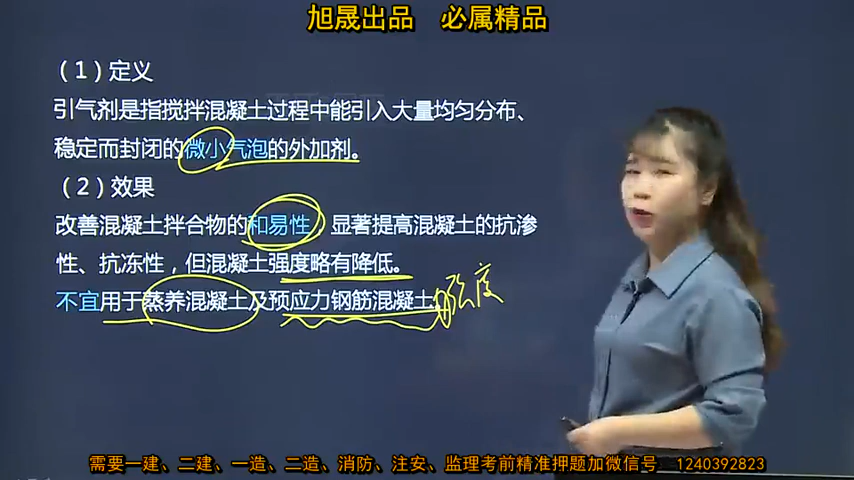 旭晟出品 必属精品
（1）定义
引气剂是指搅拌混凝土过程中能引入大量均匀分布、
稳定而封闭的微小气泡的外加剂。
（2）效果
改善混凝土拌合物的和易性，显著提高混凝土的抗渗
性、抗冻性，但混凝土强度略有降低。
不宜用于蒸养混凝土及预应力钢筋混凝土。
强度
需要一建、二建、一造、二造、消防、注安、监理考前精准押题加微信号 1240392823